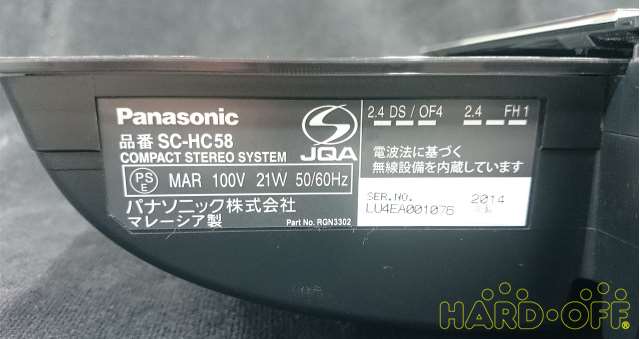 Panasonic
品番 SC-HC58
COMPACT STEREO SYSTEM
PS
E
MAR 100V 21W 50/60Hz
パナソニック株式会社
マレーシア製
Part No. RGN3302
JQA
2.4 DS / OF4
2.4 FH 1
電波法に基づく
無線設備を内蔵しています
SER.NO. 2014
LU4EA001076
HARD-OFF